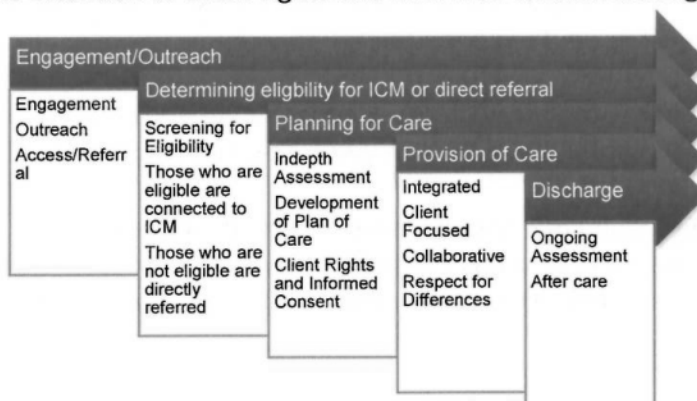 Engagement/Outreach
Engagement
Outreach
Access/Referr
al
Determining eligbility for ICM or direct referral
Screening for
Eligibility
Those who are
eligible are
connected to
ICM
Those who are
not eligible are
directly
referred
Planning for Care
Indepth
Assessment
Development
of Plan of
Care
Client Rights
and Informed
Consent
Provision of Care
Integrated
Client
Focused
Collaborative
Respect for
Differences
Discharge
Ongoing
Assessment
After care